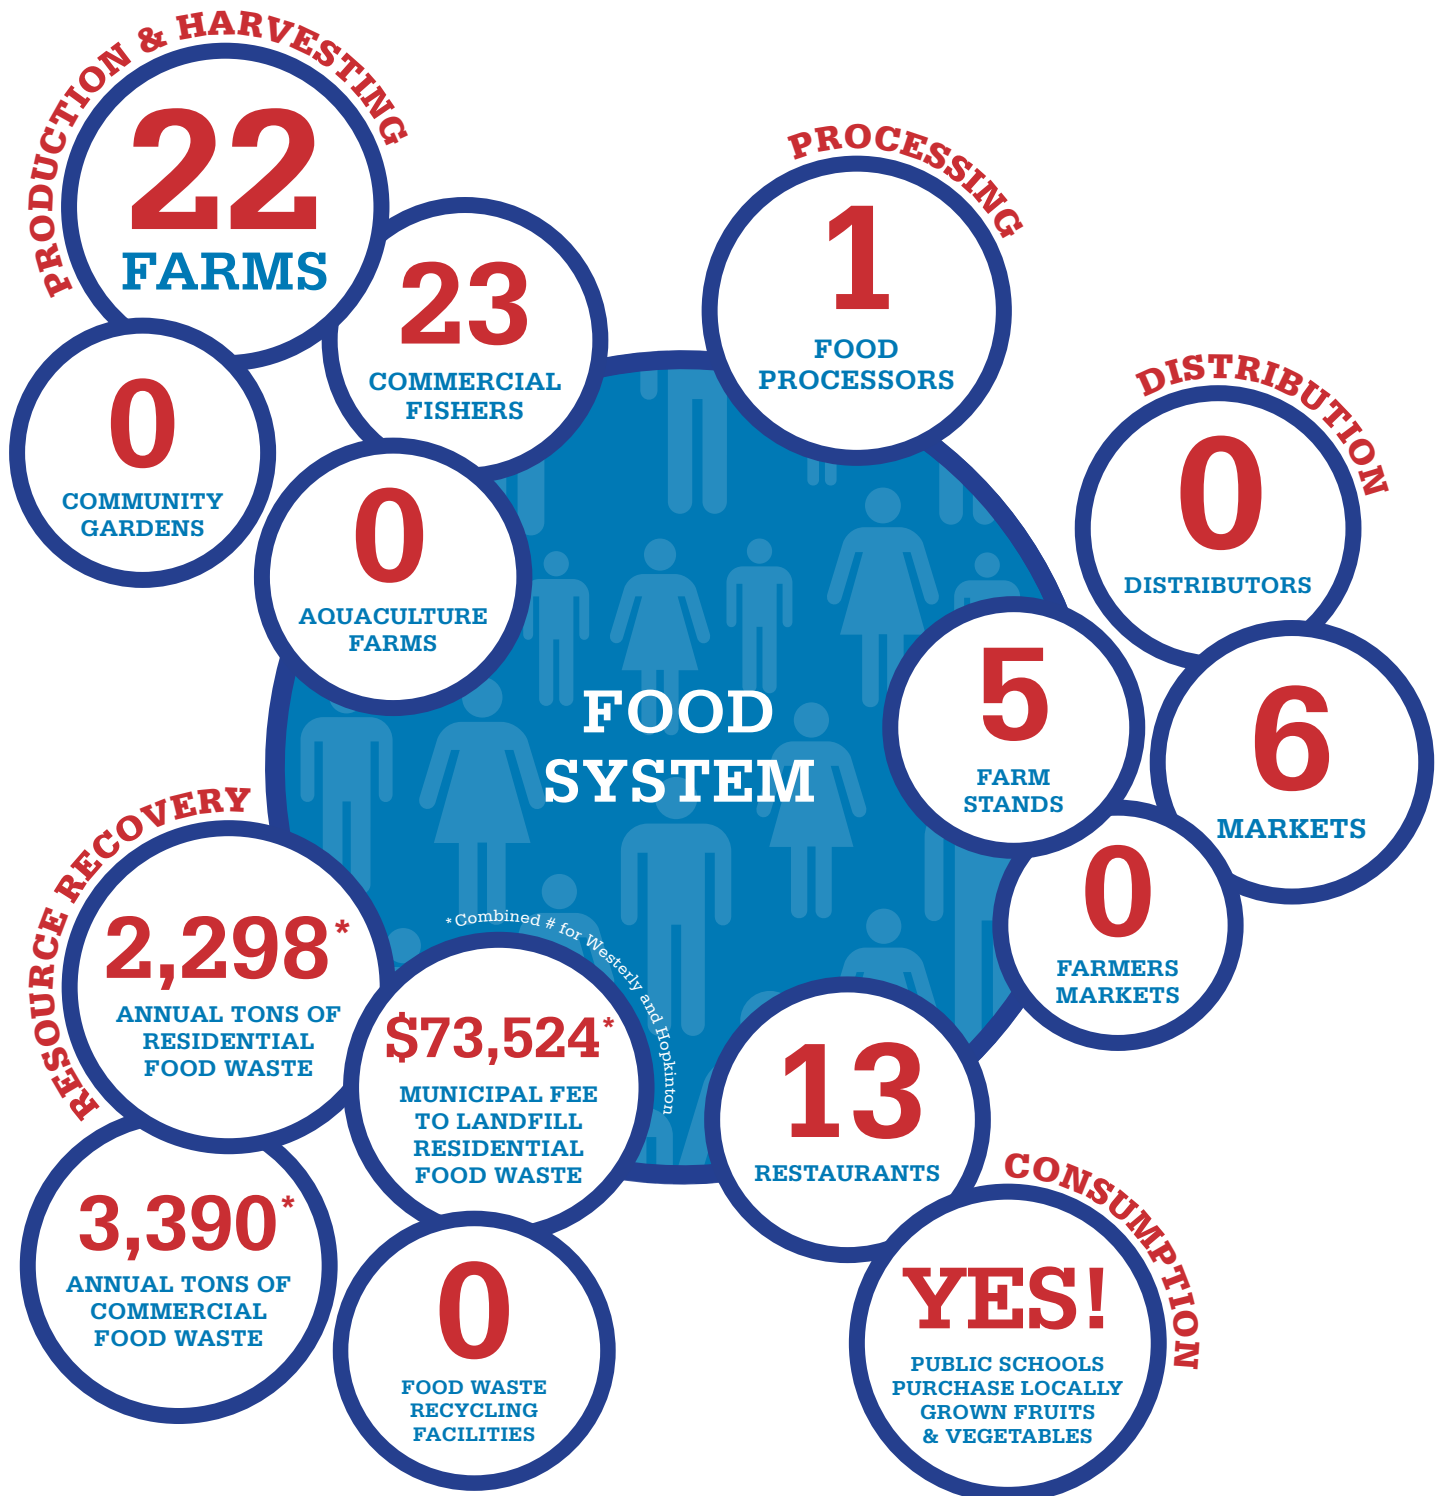 PRODUCTION & HARVESTING
22
FARMS
23
COMMERCIAL
FISHERS
0
COMMUNITY
GARDENS
0
AQUACULTURE
FARMS
PROCESSING
1
FOOD
PROCESSORS
DISTRIBUTION
0
DISTRIBUTORS
5
FARM
STANDS
6
MARKETS
0
FARMERS
MARKETS
FOOD
SYSTEM
RESOURCE RECOVERY
2,298*
ANNUAL TONS OF
RESIDENTIAL
FOOD WASTE
*Combined # for Westerly and Hopkinton
$73,524*
MUNICIPAL FEE
TO LANDFILL
RESIDENTIAL
FOOD WASTE
3,390*
ANNUAL TONS OF
COMMERCIAL
FOOD WASTE
0
FOOD WASTE
RECYCLING
FACILITIES
13
RESTAURANTS
CONSUMPTION
YES!
PUBLIC SCHOOLS
PURCHASE LOCALLY
GROWN FRUITS
& VEGETABLES